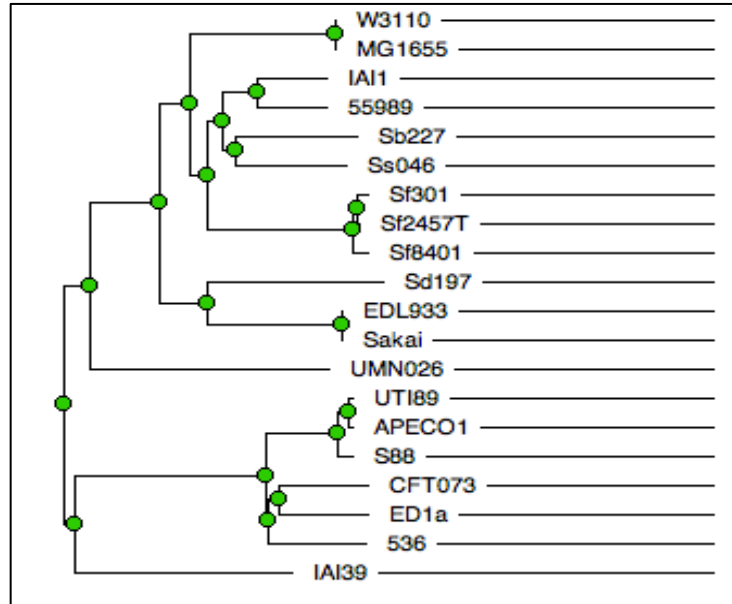 W3110
MG1655
IAI1
55989
Sb227
Ss046
Sf301
Sf2457T
Sf8401
Sd197
EDL933
Sakai
UMN026
UTI89
APECO1
S88
CFT073
ED1a
536
IAI39